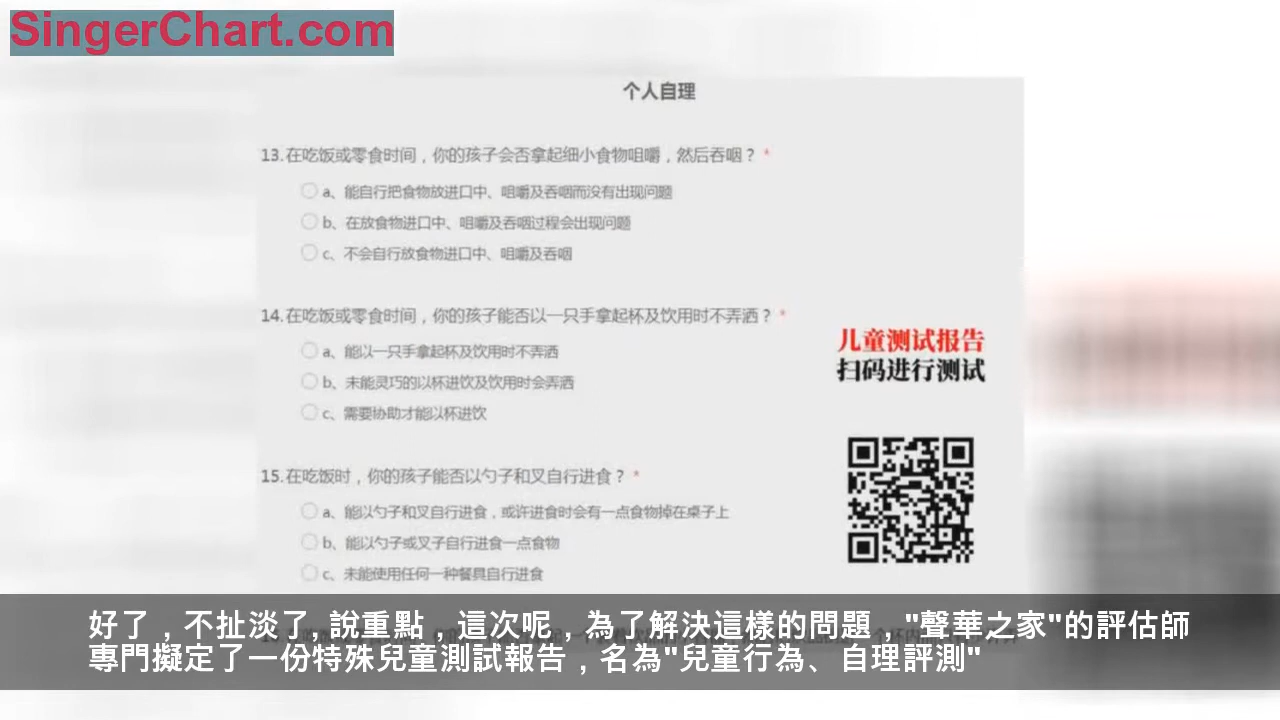 SingerChart.com
个人自理
13.在吃饭或零食时间，你的孩子会否拿起细小食物咀嚼，然后吞咽？ *
a、能自行把食物放进口中、咀嚼及吞咽而没有出现问题
b、在放食物进口中、咀嚼及吞咽过程会出现问题
c、不会自行放食物进口中、咀嚼及吞咽
14.在吃饭或零食时间，你的孩子能否以一只手拿起杯及饮用时不弄洒？ *
a、能以一只手拿起杯及饮用时不弄洒
b、未能灵巧的以杯进饮及饮用时会弄洒
c、需要协助才能以杯进饮
儿童测试报告
扫码进行测试
15.在吃饭时，你的孩子能否以勺子和叉自行进食？ *
a、能以勺子和叉自行进食，或许进食时会有一点食物掉在桌子上
b、能以勺子或叉子自行进食一点食物
c、未能使用任何一种餐具自行进食
好了，不扯淡了，說重點，這次呢，為了解決這樣的問題，"聲華之家"的評估師
專門擬定了一份特殊兒童測試報告，名為"兒童行為、自理評測"